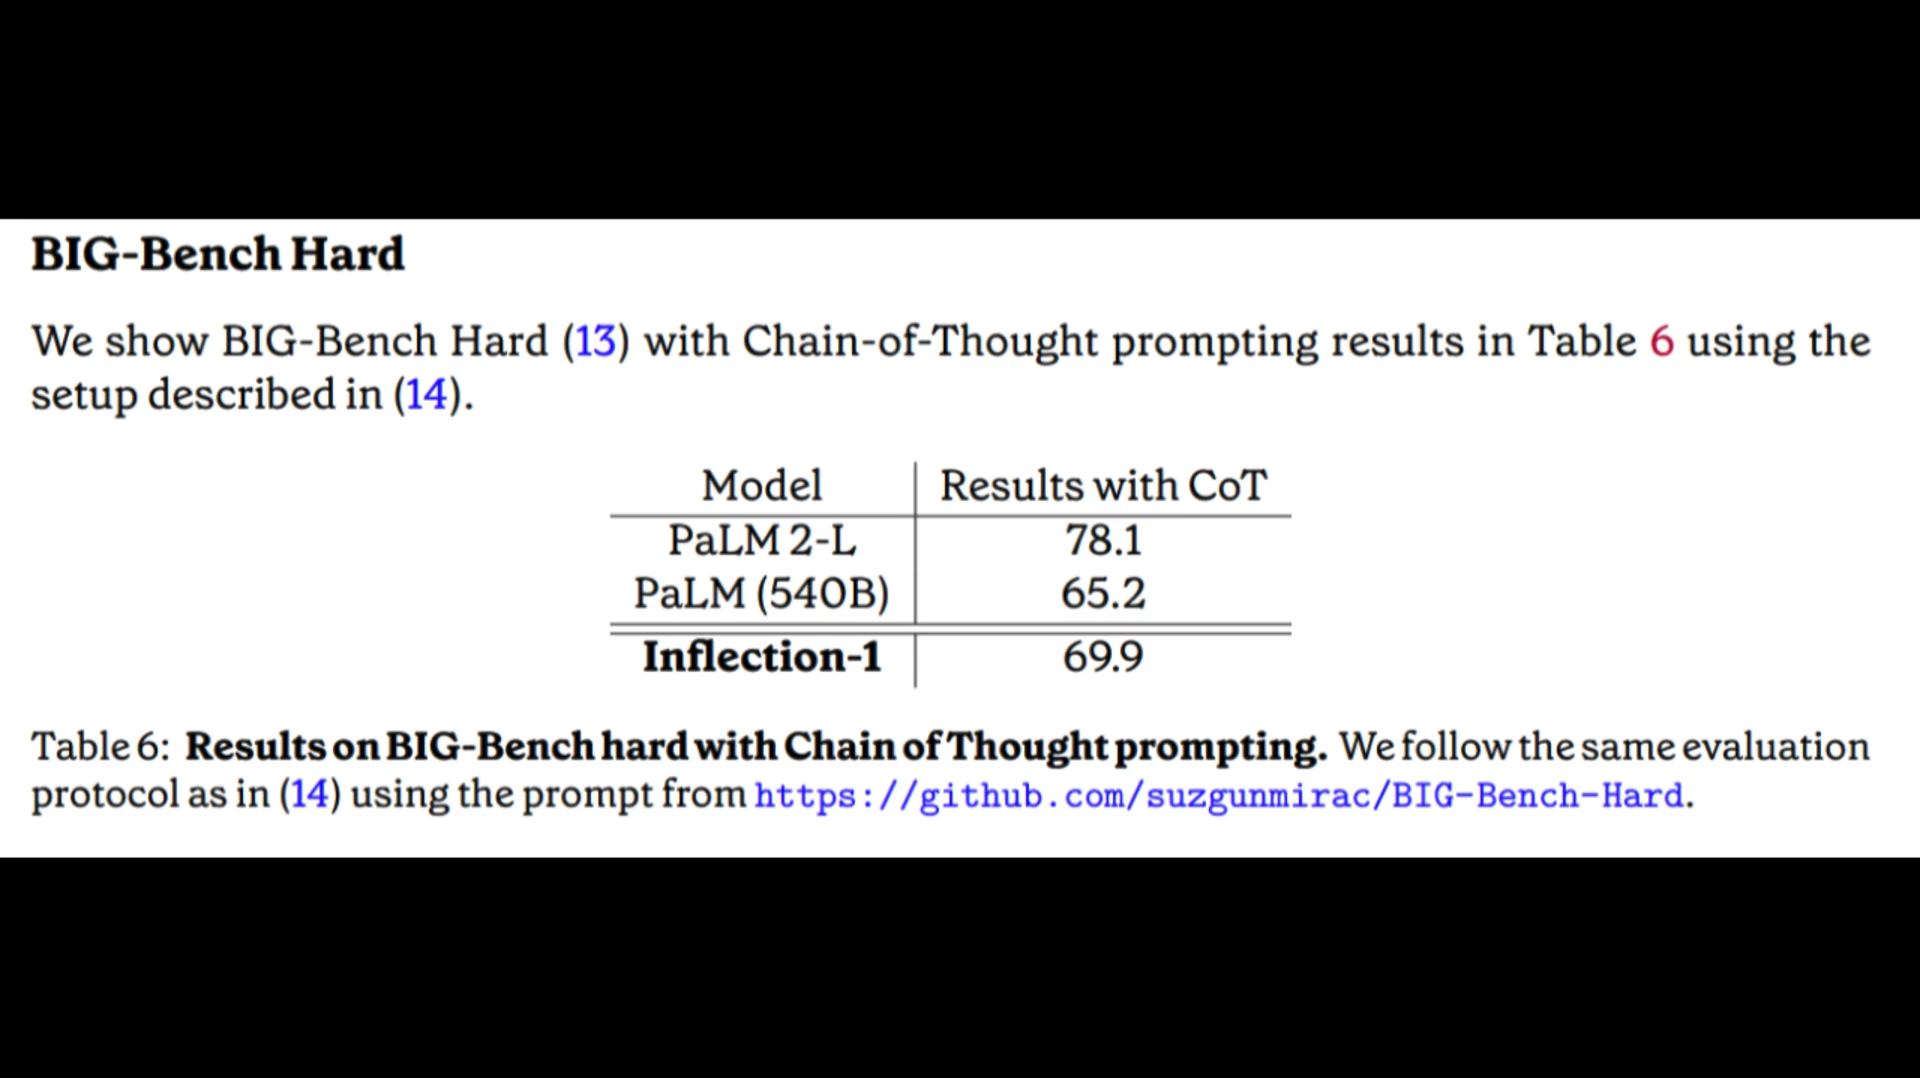 BIG-Bench Hard
We show BIG-Bench Hard (13) with Chain-of-Thought prompting results in Table 6 using the
setup described in (14).
Model Results with CoT
PaLM 2-L 78.1
PaLM (540B) 65.2
Inflection-1 69.9
Table 6: Results on BIG-Bench hard with Chain of Thought prompting. We follow the same evaluation
protocol as in (14) using the prompt from https://github.com/suzgunmirac/BIG-Bench-Hard.